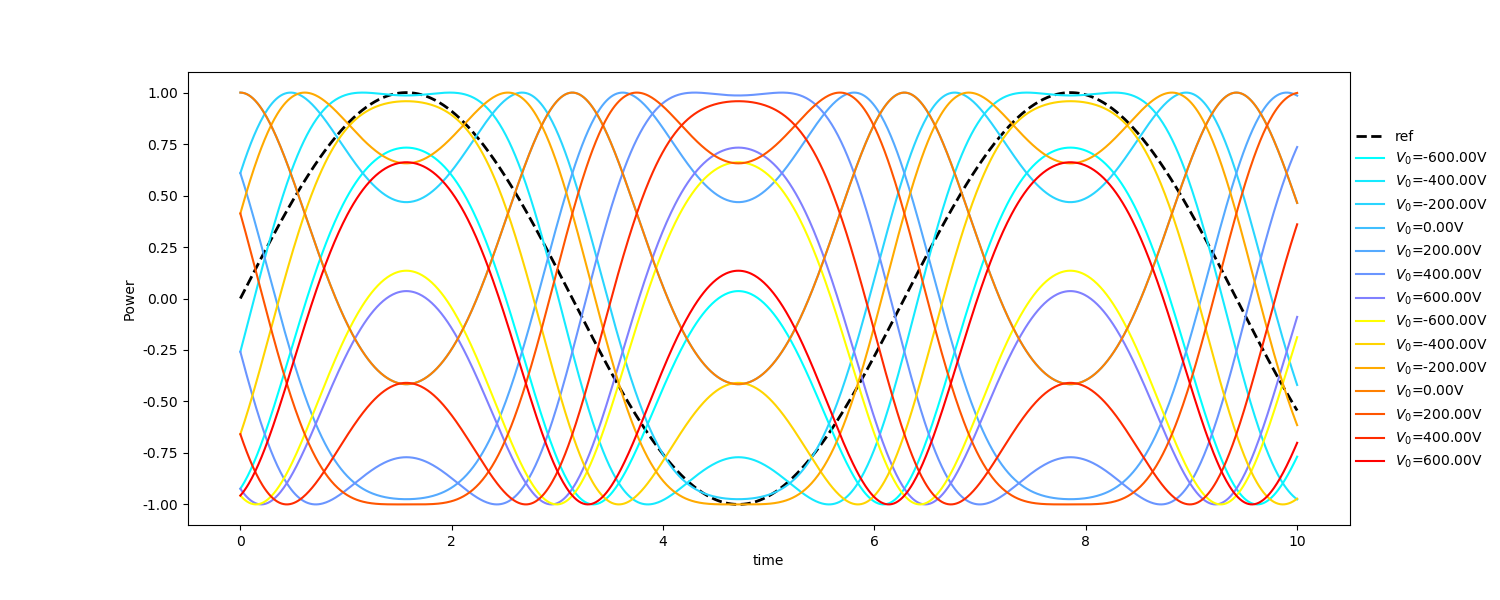 1.00
0.75
0.50
0.25
0.00
-0.25
-0.50
-0.75
-1.00
Power
0 2 4 6 8 10
time
ref
V₀=-600.00V
V₀=-400.00V
V₀=-200.00V
V₀=0.00V
V₀=200.00V
V₀=400.00V
V₀=600.00V
V₀=-600.00V
V₀=-400.00V
V₀=-200.00V
V₀=0.00V
V₀=200.00V
V₀=400.00V
V₀=600.00V